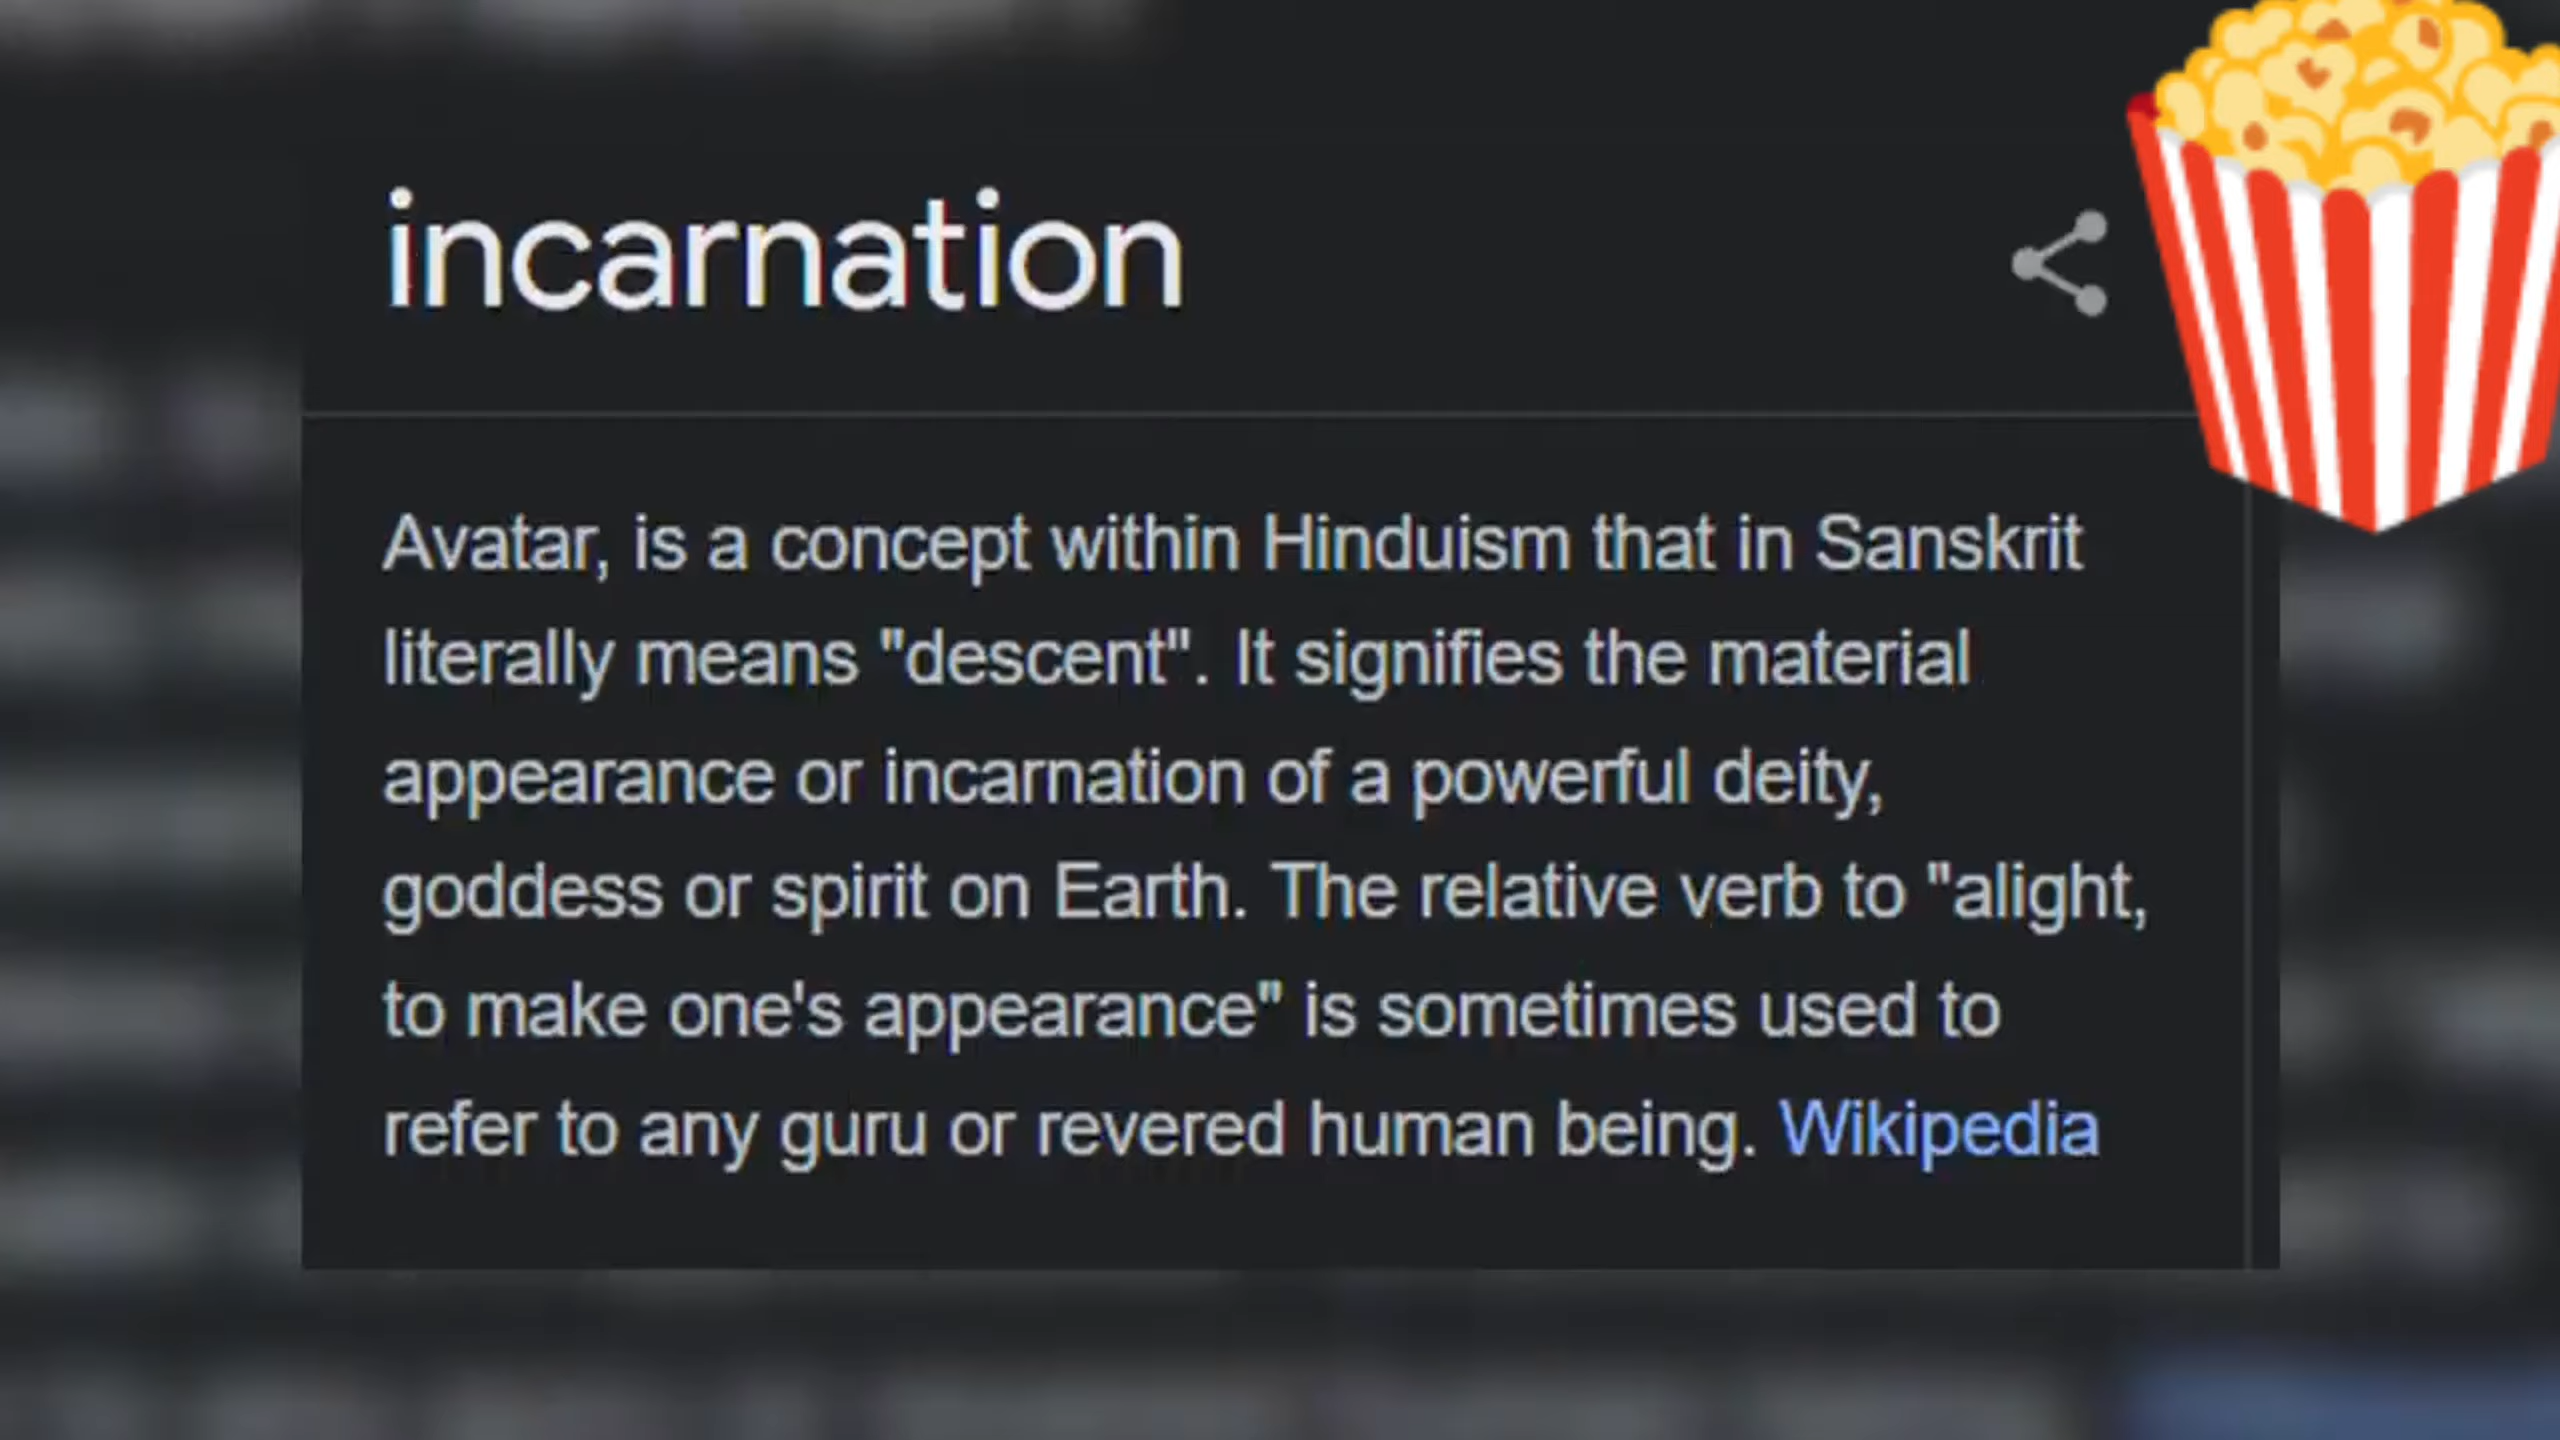 incarnation
Avatar, is a concept within Hinduism that in Sanskrit
literally means "descent". It signifies the material
appearance or incarnation of a powerful deity,
goddess or spirit on Earth. The relative verb to "alight,
to make one's appearance" is sometimes used to
refer to any guru or revered human being. Wikipedia